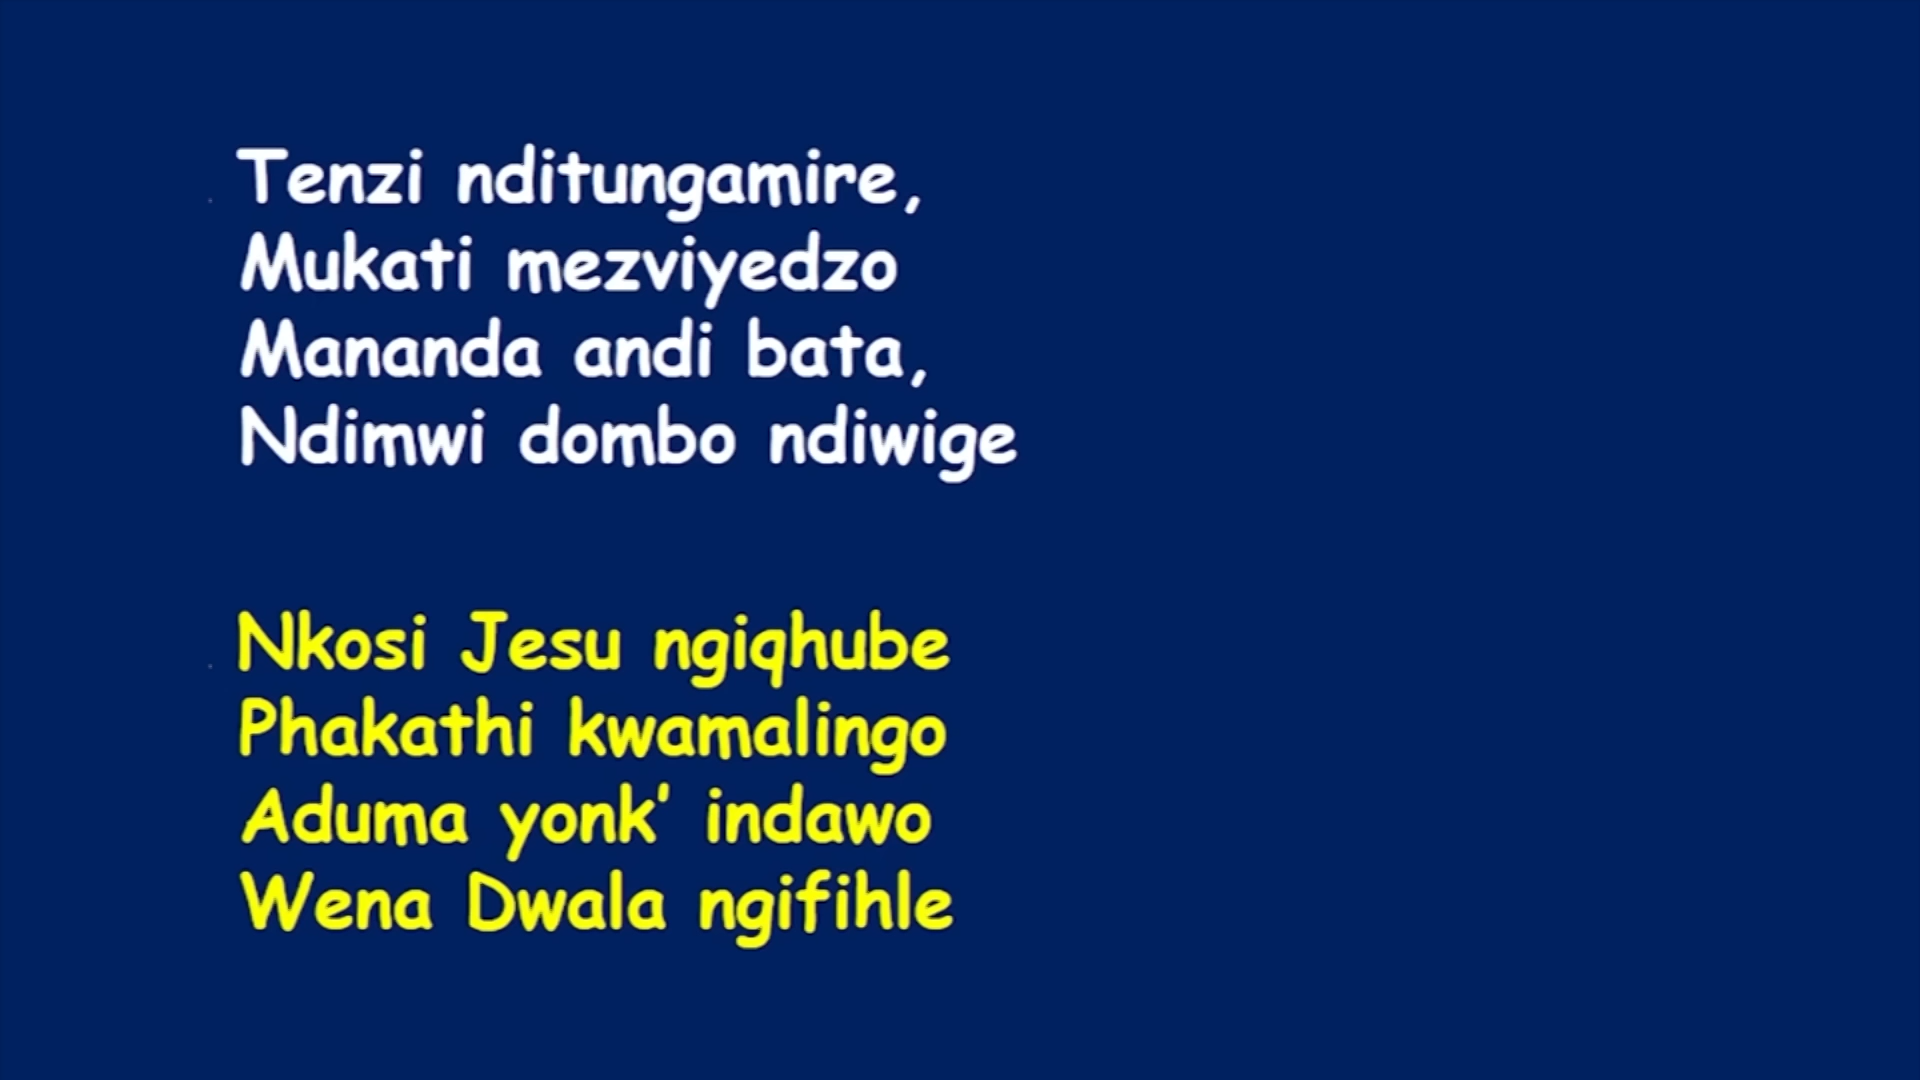 Tenzi nditungamire,
Mukati mezviyedzo
Mananda andi bata,
Ndimwi dombo ndiwige
Nkosi Jesu ngiqhube
Phakathi kwamalingo
Aduma yonk’ indawo
Wena Dwala ngifihle